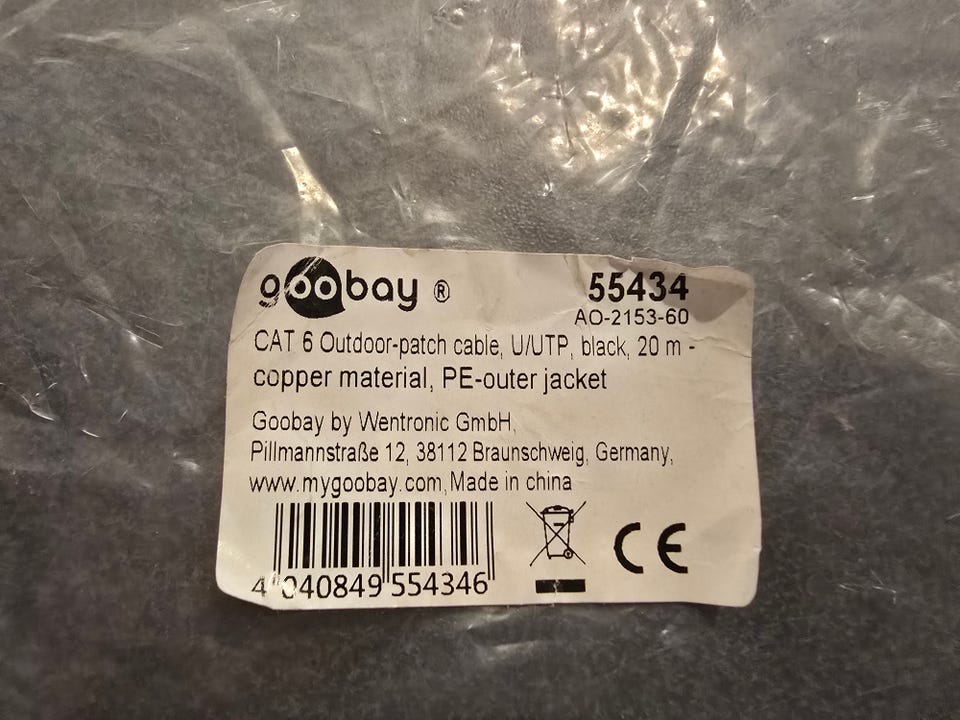 goobay ®
55434
AO-2153-60
CAT 6 Outdoor-patch cable, U/UTP, black, 20 m -
copper material, PE-outer jacket
Goobay by Wentronic GmbH,
Pillmannstraße 12, 38112 Braunschweig, Germany,
www.mygoobay.com, Made in china
4 040849 554346
CE